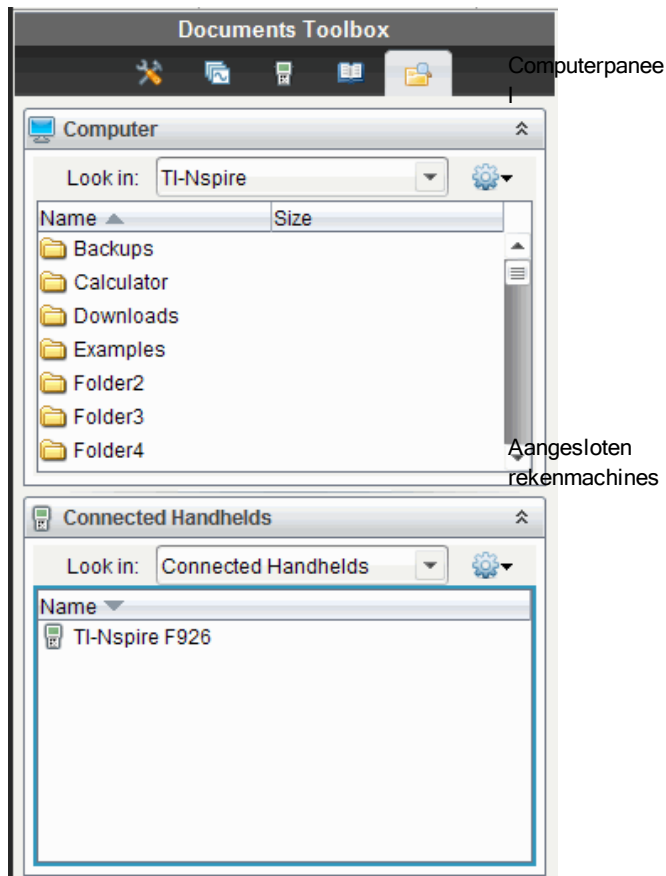 Documents Toolbox
Computerpanee
l
Computer
Look in: TI-Nspire
Name Size
Backups
Calculator
Downloads
Examples
Folder2
Folder3
Folder4
Aangesloten
rekenmachines
Connected Handhelds
Look in: Connected Handhelds
Name
TI-Nspire F926